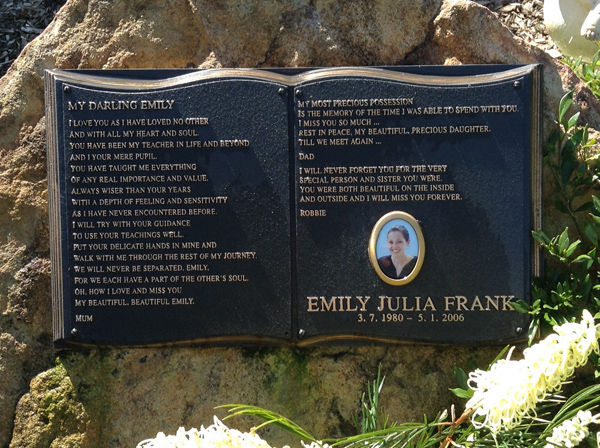 MY DARLING EMILY
I LOVE YOU AS I HAVE LOVED NO OTHER
AND WITH ALL MY HEART AND SOUL.
YOU HAVE BEEN MY TEACHER IN LIFE AND BEYOND
AND I YOUR MERE PUPIL.
YOU HAVE TAUGHT ME EVERYTHING
OF ANY REAL IMPORTANCE AND VALUE.
ALWAYS WISER THAN YOUR YEARS
WITH A DEPTH OF FEELING AND SENSITIVITY
AS I HAVE NEVER ENCOUNTERED BEFORE.
I WILL TRY WITH YOUR GUIDANCE
TO USE YOUR TEACHINGS WELL.
PUT YOUR DELICATE HANDS IN MINE AND
WALK WITH ME THROUGH THE REST OF MY JOURNEY.
WE WILL NEVER BE SEPARATED, EMILY,
FOR WE EACH HAVE A PART OF THE OTHER'S SOUL.
OH, HOW I LOVE AND MISS YOU
MY BEAUTIFUL, BEAUTIFUL EMILY.
MUM
MY MOST PRECIOUS POSSESSION
IS THE MEMORY OF THE TIME I WAS ABLE TO SPEND WITH YOU.
I MISS YOU SO MUCH ...
REST IN PEACE, MY BEAUTIFUL, PRECIOUS DAUGHTER.
TILL WE MEET AGAIN ...
DAD
I WILL NEVER FORGET YOU FOR THE VERY
SPECIAL PERSON AND SISTER YOU WERE.
YOU WERE BOTH BEAUTIFUL ON THE INSIDE
AND OUTSIDE AND I WILL MISS YOU FOREVER.
ROBBIE
EMILY JULIA FRANK
3. 7. 1980 – 5. 1. 2006